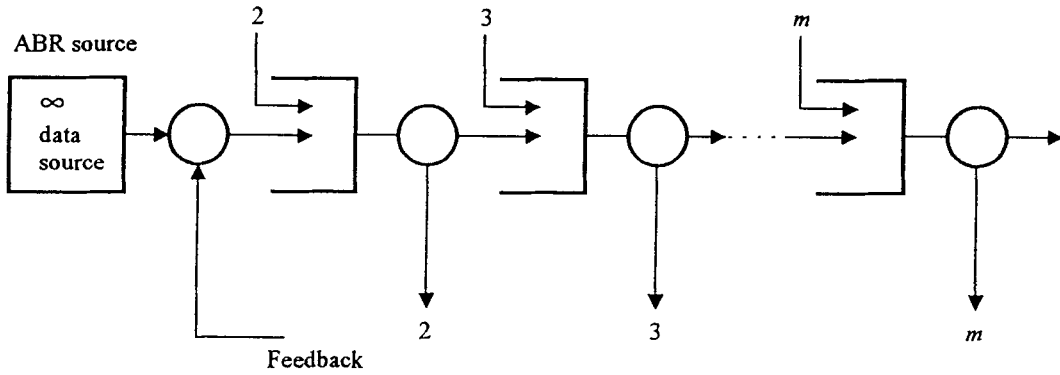 2
3
m
ABR source
∞
data
source
. . .
2
3
m
Feedback